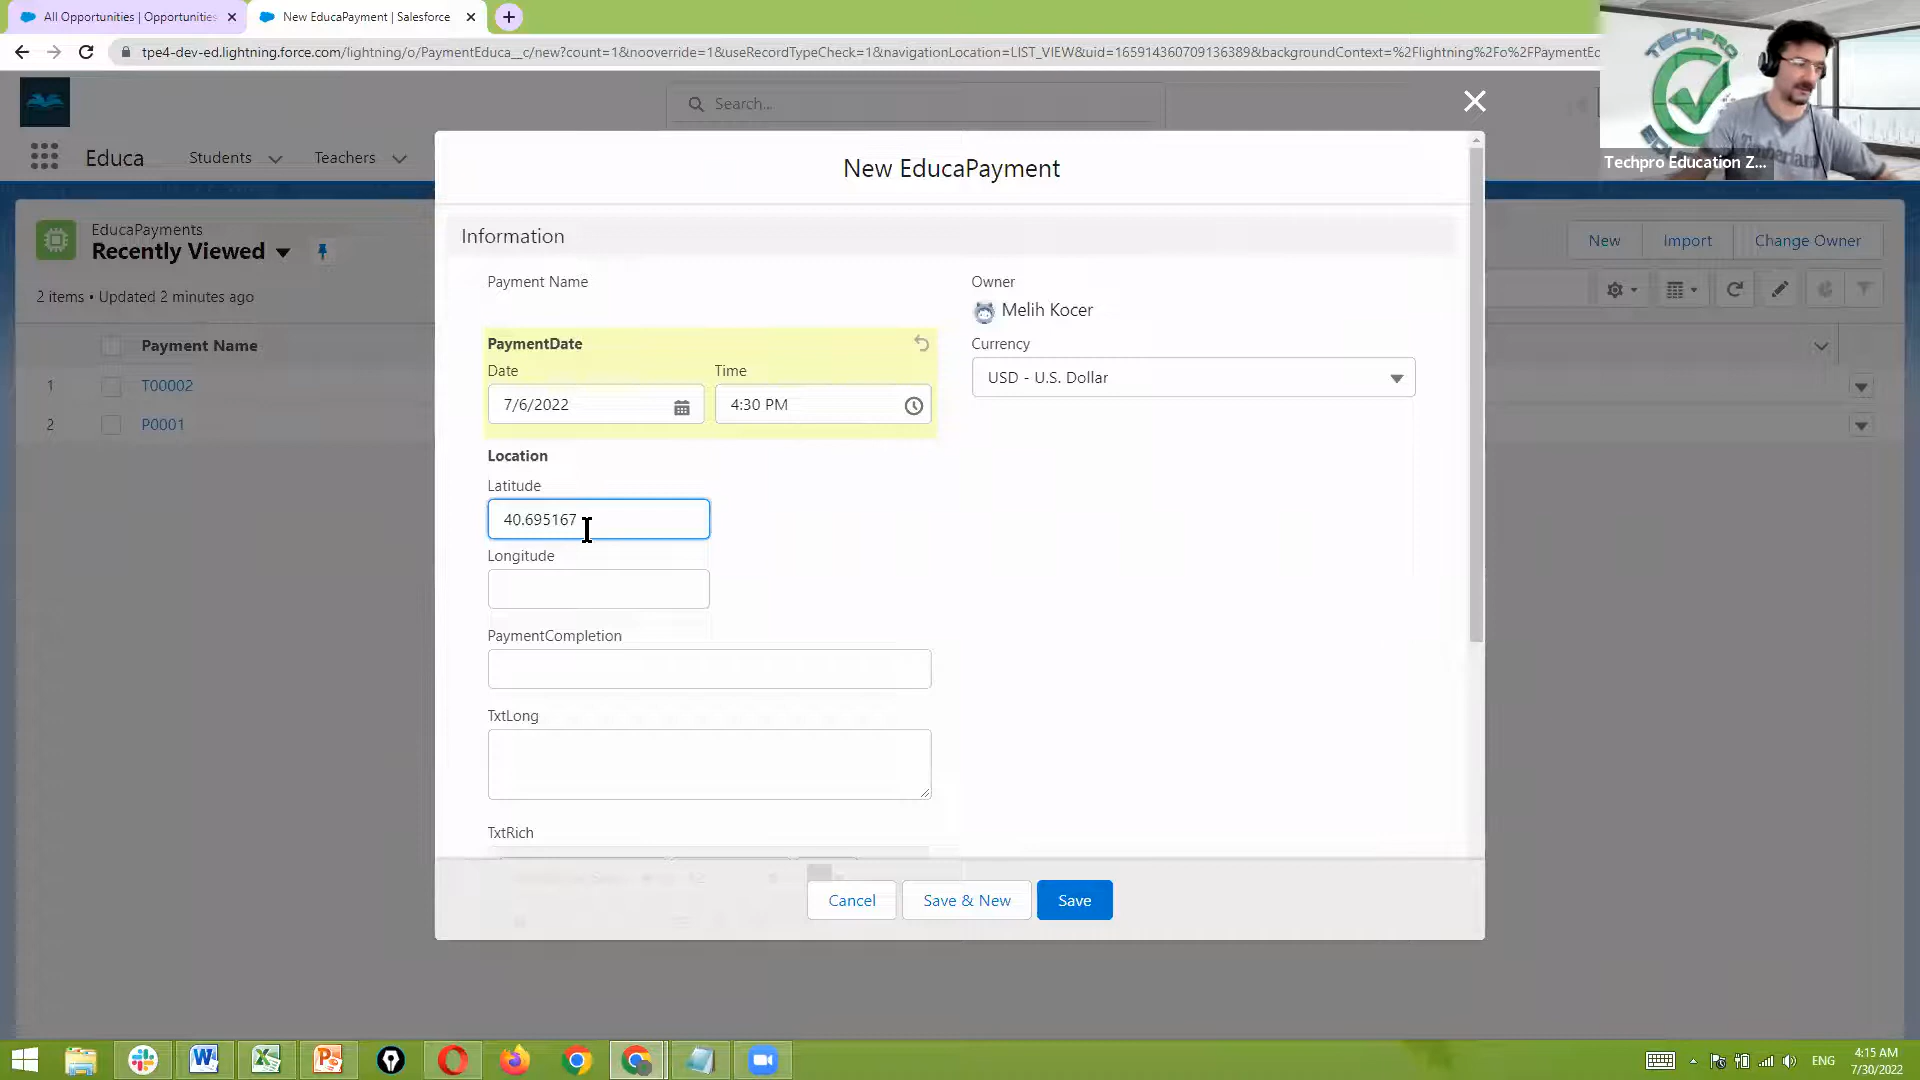 All Opportunities | Opportunities
New EducaPayment | Salesforce
tpe4-dev-ed.lightning.force.com/lightning/o/PaymentEduca__c/new?count=1&nooverride=1&useRecordTypeCheck=1&navigationLocation=LIST_VIEW&uid=165914360709136389&backgroundContext=%2Flightning%2Fo%2FPaymentEd
TECHPRO
Techpro Education Z...
Search...
Educa
Students
Teachers
EducaPayments
Recently Viewed
New
Import
Change Owner
2 items • Updated 2 minutes ago
Payment Name
1
T00002
2
P0001
New EducaPayment
Information
Payment Name
Owner
Melih Kocer
PaymentDate
Currency
Date
Time
USD - U.S. Dollar
7/6/2022
4:30 PM
Location
Latitude
40.695167
Longitude
PaymentCompletion
TxtLong
TxtRich
Cancel
Save & New
Save
ENG
4:15 AM
7/30/2022